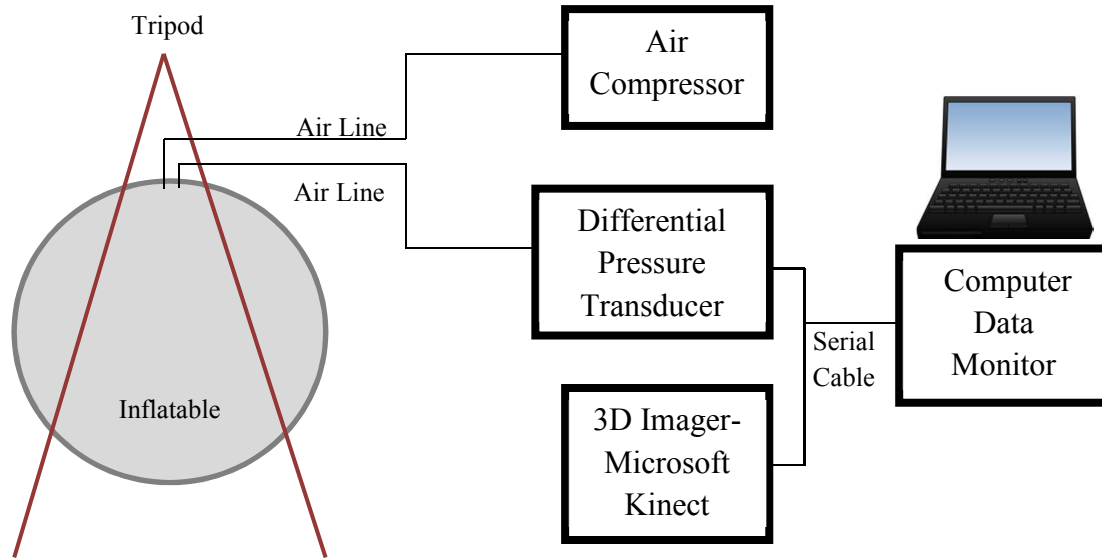 Tripod
Air
Compressor
Air Line
Air Line
Differential
Pressure
Transducer
Computer
Data
Monitor
Serial
Cable
Inflatable
3D Imager-
Microsoft
Kinect